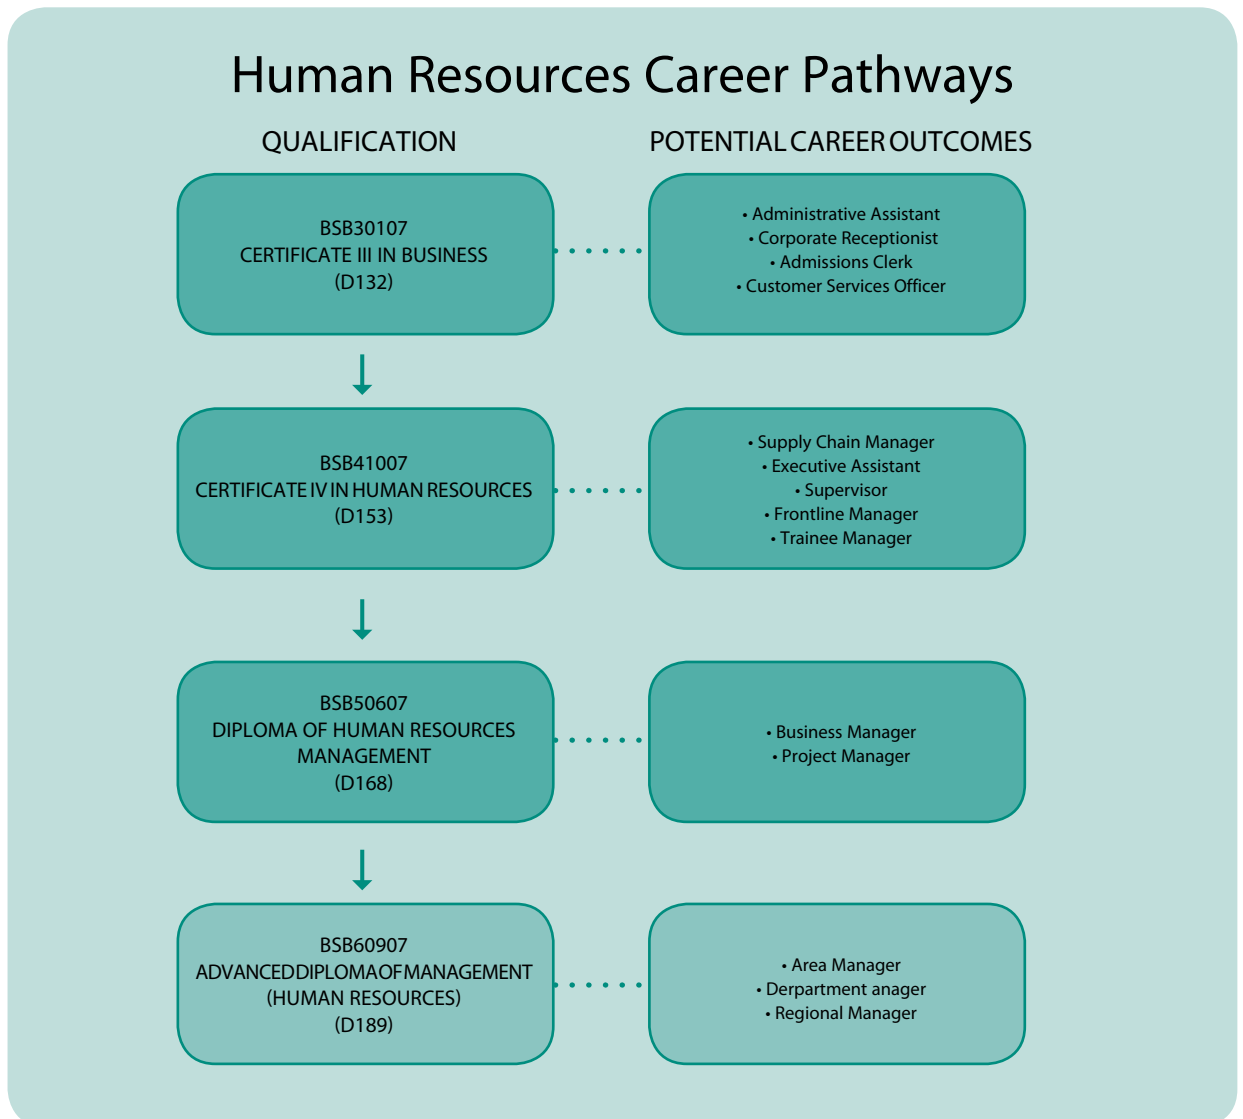 Human Resources Career Pathways
QUALIFICATION
POTENTIAL CAREER OUTCOMES
BSB30107
CERTIFICATE III IN BUSINESS
(D132)
• Administrative Assistant
• Corporate Receptionist
• Admissions Clerk
• Customer Services Officer
BSB41007
CERTIFICATE IV IN HUMAN RESOURCES
(D153)
• Supply Chain Manager
• Executive Assistant
• Supervisor
• Frontline Manager
• Trainee Manager
BSB50607
DIPLOMA OF HUMAN RESOURCES
MANAGEMENT
(D168)
• Business Manager
• Project Manager
BSB60907
ADVANCED DIPLOMA OF MANAGEMENT
(HUMAN RESOURCES)
(D189)
• Area Manager
• Derpartment anager
• Regional Manager